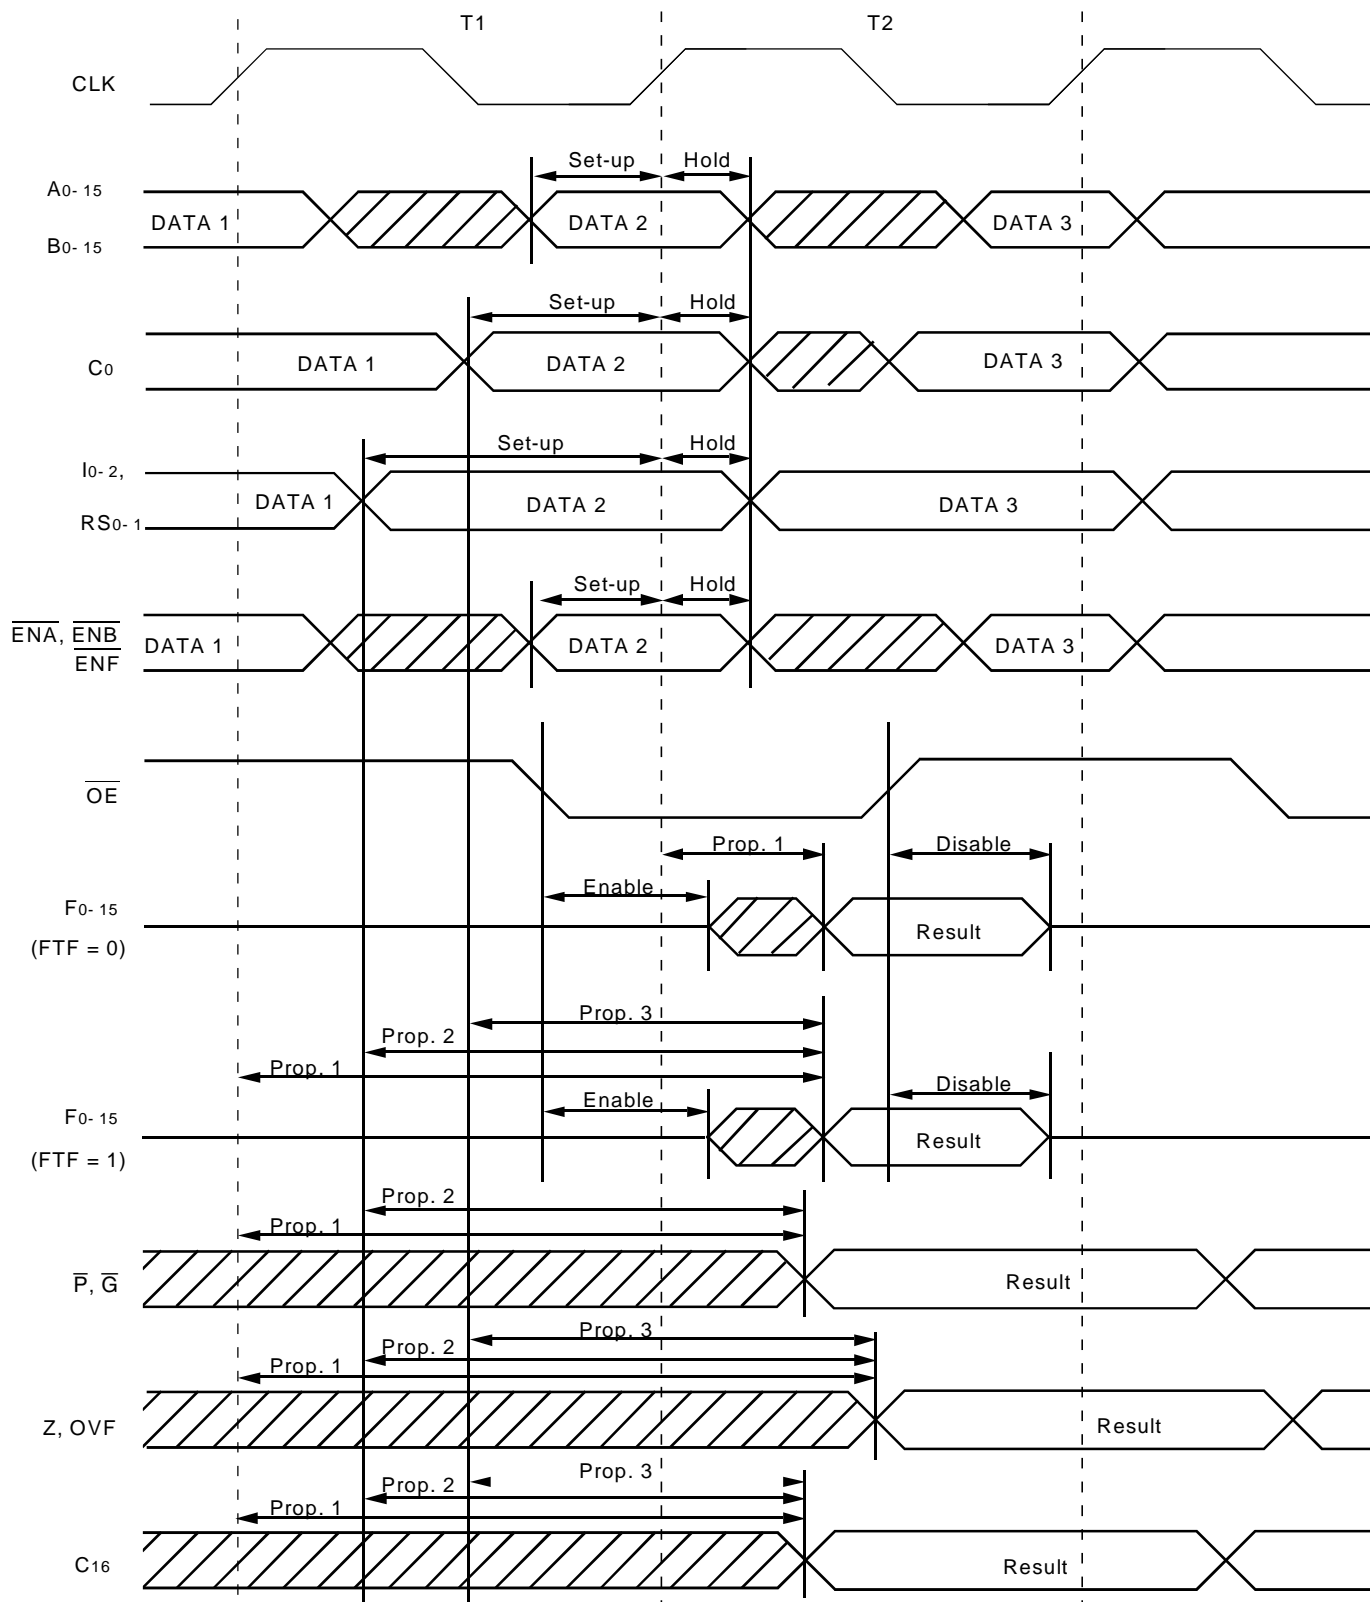 T1 T2
CLK
Set-up Hold
A0-15
DATA 1 DATA 2 DATA 3
B0-15
Set-up Hold
C0 DATA 1 DATA 2 DATA 3
Set-up Hold
I0-2,
DATA 1 DATA 2 DATA 3
RS0-1
Set-up Hold
ENA, ENB DATA 1 DATA 2 DATA 3
ENF
OE
Prop. 1 Disable
Enable
F0-15
(FTF = 0) Result
Prop. 3
Prop. 2
Prop. 1
Disable
Enable
F0-15
Result
(FTF = 1)
Prop. 2
Prop. 1
P, G Result
Prop. 3
Prop. 2
Prop. 1
Z, OVF Result
Prop. 3
Prop. 2
Prop. 1
C16 Result